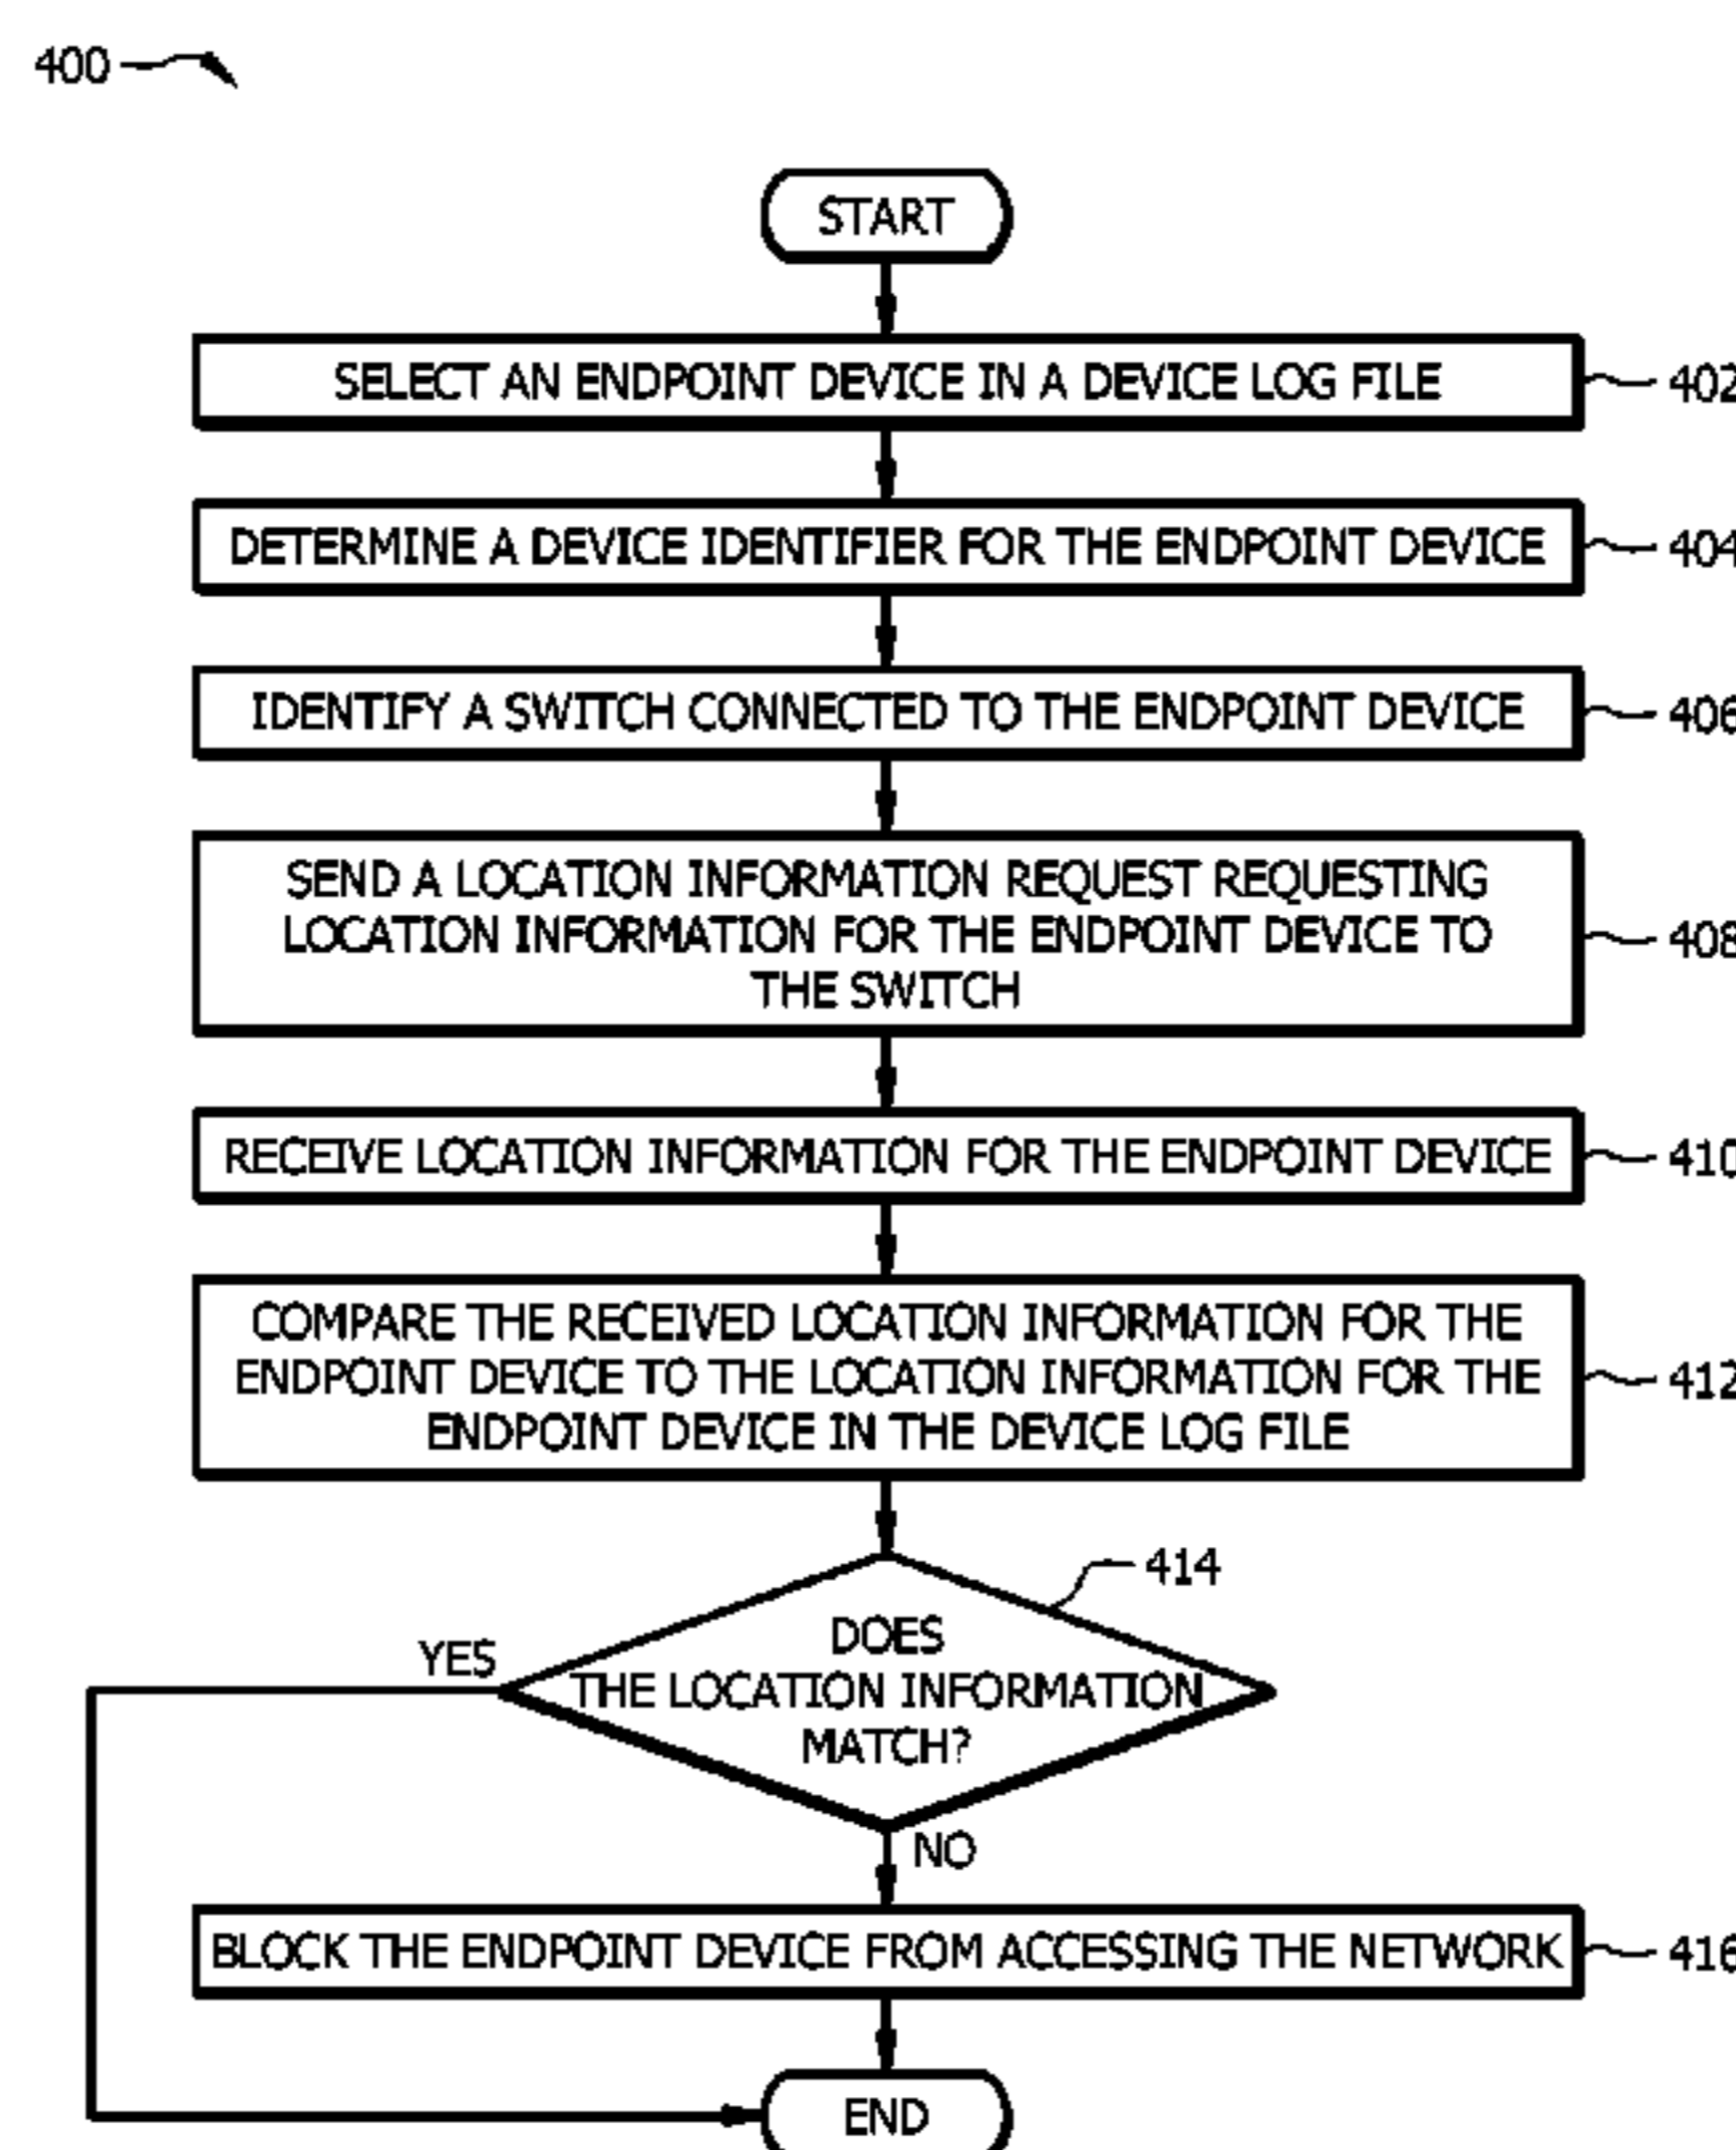 400
START
SELECT AN ENDPOINT DEVICE IN A DEVICE LOG FILE
402
DETERMINE A DEVICE IDENTIFIER FOR THE ENDPOINT DEVICE
404
IDENTIFY A SWITCH CONNECTED TO THE ENDPOINT DEVICE
406
SEND A LOCATION INFORMATION REQUEST REQUESTING
LOCATION INFORMATION FOR THE ENDPOINT DEVICE TO
THE SWITCH
408
RECEIVE LOCATION INFORMATION FOR THE ENDPOINT DEVICE
410
COMPARE THE RECEIVED LOCATION INFORMATION FOR THE
ENDPOINT DEVICE TO THE LOCATION INFORMATION FOR THE
ENDPOINT DEVICE IN THE DEVICE LOG FILE
412
414
DOES
THE LOCATION INFORMATION
MATCH?
YES
NO
BLOCK THE ENDPOINT DEVICE FROM ACCESSING THE NETWORK
416
END